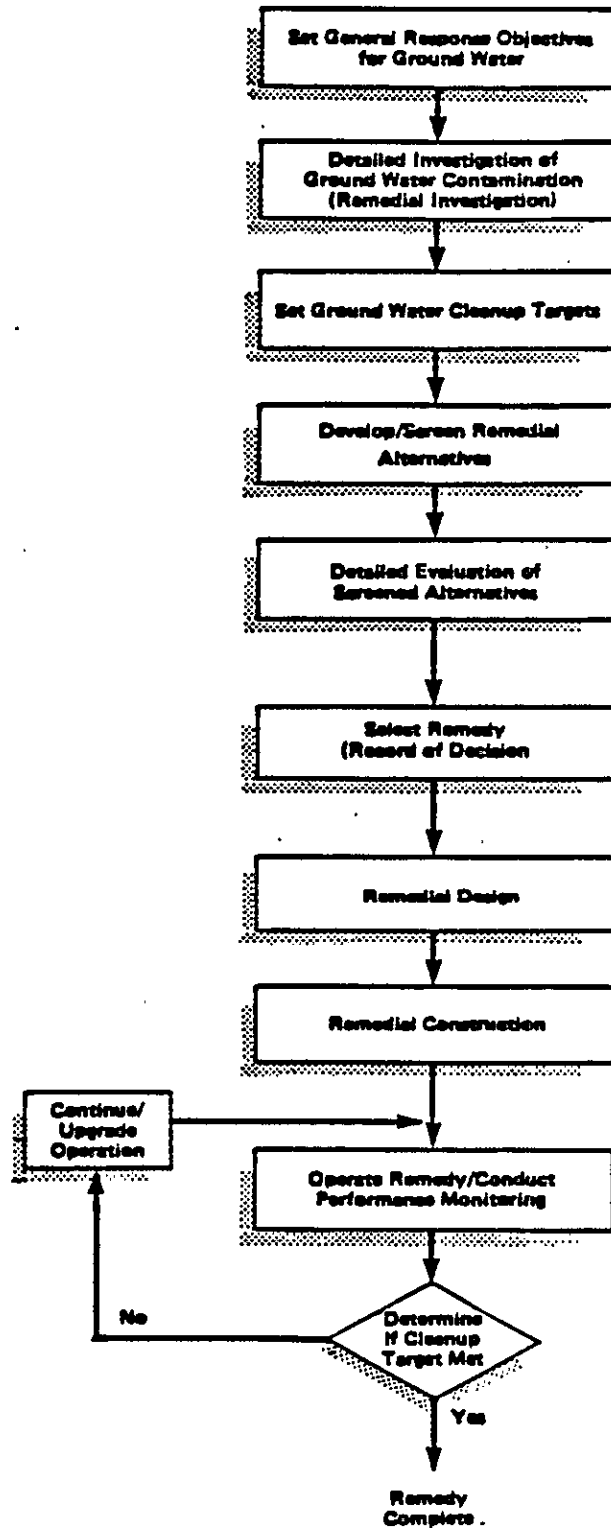 Set General Response Objectives
for Ground Water
Detailed Investigation of
Ground Water Contamination
(Remedial Investigation)
Set Ground Water Cleanup Targets
Develop/Screen Remedial
Alternatives
Detailed Evaluation of
Screened Alternatives
Select Remedy
(Record of Decision
Remedial Design
Remedial Construction
Continue/
Upgrade
Operation
Operate Remedy/Conduct
Performance Monitoring
No
Determine
If Cleanup
Target Met
Yes
Remedy
Complete.